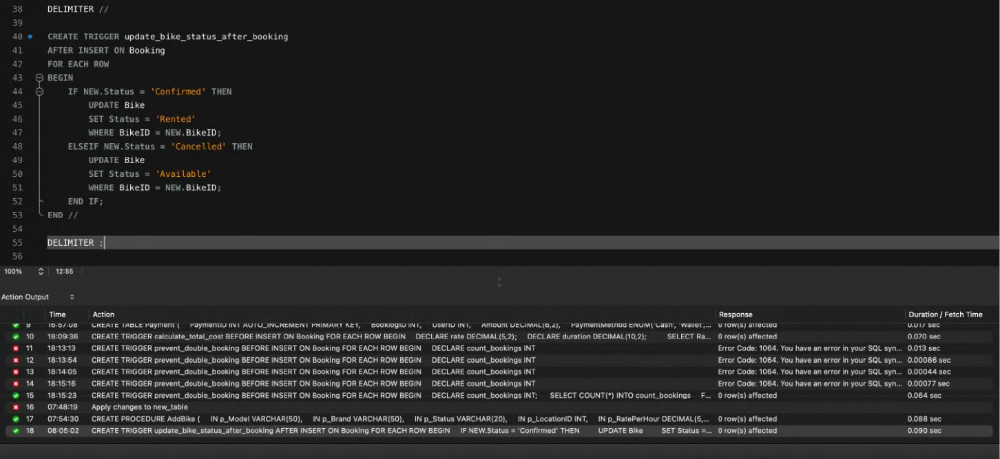 38 DELIMITER //
39
40 CREATE TRIGGER update_bike_status_after_booking
41 AFTER INSERT ON Booking
42 FOR EACH ROW
43 BEGIN
44 IF NEW.Status = 'Confirmed' THEN
45 UPDATE Bike
46 SET Status = 'Rented'
47 WHERE BikeID = NEW.BikeID;
48 ELSEIF NEW.Status = 'Cancelled' THEN
49 UPDATE Bike
50 SET Status = 'Available'
51 WHERE BikeID = NEW.BikeID;
52 END IF;
53 END //
54
55 DELIMITER ;
56
100% 12:55
Action Output
Time Action Response Duration / Fetch Time
9 16:57:08 CREATE TABLE Payment ( PaymentID INT AUTO_INCREMENT PRIMARY KEY, BookiogID INT, UserID INT, Amount DECIMAL(6,2), PaymentMethod ENUM('Cash', 'Wallet',... 0 row(s) affected 0.017 sec
10 18:09:36 CREATE TRIGGER calculate_total_cost BEFORE INSERT ON Booking FOR EACH ROW BEGIN DECLARE rate DECIMAL(5,2); DECLARE duration DECIMAL(10,2); SELECT Ra... 0 row(s) affected 0.070 sec
11 18:13:13 CREATE TRIGGER prevent_double_booking BEFORE INSERT ON Booking FOR EACH ROW BEGIN DECLARE count_bookings INT Error Code: 1064. You have an error in your SQL syn... 0.013 sec
12 18:13:54 CREATE TRIGGER prevent_double_booking BEFORE INSERT ON Booking FOR EACH ROW BEGIN DECLARE count_bookings INT Error Code: 1064. You have an error in your SQL syn... 0.00086 sec
13 18:14:05 CREATE TRIGGER prevent_double_booking BEFORE INSERT ON Booking FOR EACH ROW BEGIN DECLARE count_bookings INT Error Code: 1064. You have an error in your SQL syn... 0.00044 sec
14 18:15:16 CREATE TRIGGER prevent_double_booking BEFORE INSERT ON Booking FOR EACH ROW BEGIN DECLARE count_bookings INT Error Code: 1064. You have an error in your SQL syn... 0.00077 sec
15 18:15:23 CREATE TRIGGER prevent_double_booking BEFORE INSERT ON Booking FOR EACH ROW BEGIN DECLARE count_bookings INT; SELECT COUNT(*) INTO count_bookings F... 0 row(s) affected 0.064 sec
16 07:48:19 Apply changes to new_table
17 07:54:30 CREATE PROCEDURE AddBike ( IN p_Model VARCHAR(50), IN p_Brand VARCHAR(50), IN p_Status VARCHAR(20), IN p_LocationID INT, IN p_RatePerHour DECIMAL(5,... 0 row(s) affected 0.088 sec
18 08:05:02 CREATE TRIGGER update_bike_status_after_booking AFTER INSERT ON Booking FOR EACH ROW BEGIN IF NEW.Status = 'Confirmed' THEN UPDATE Bike SET Status =... 0 row(s) affected 0.090 sec